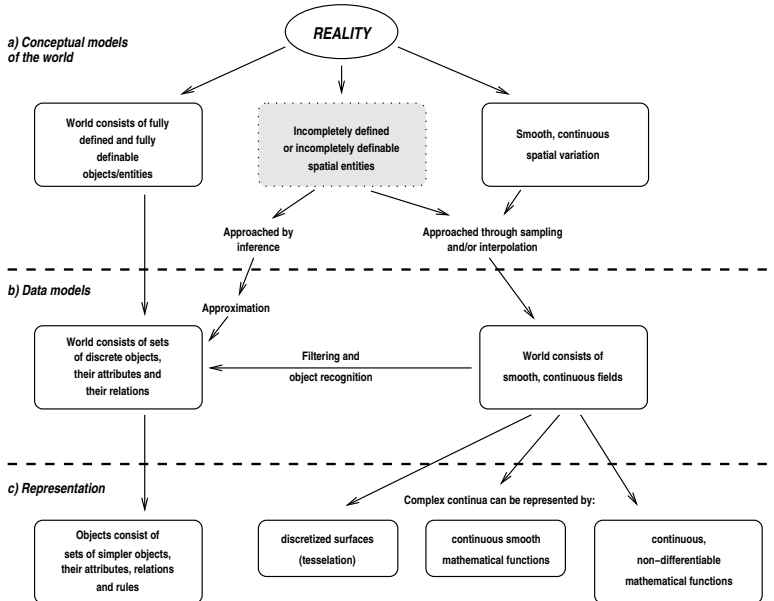 REALITY
a) Conceptual models
of the world
World consists of fully
defined and fully
definable
objects/entities
Incompletely defined
or incompletely definable
spatial entities
Smooth, continuous
spatial variation
Approached by
inference
Approached through sampling
and/or interpolation
b) Data models
Approximation
World consists of sets
of discrete objects,
their attributes and
their relations
Filtering and
object recognition
World consists of
smooth, continuous fields
c) Representation
Complex continua can be represented by:
Objects consist of
sets of simpler objects,
their attributes, relations
and rules
discretized surfaces
(tesselation)
continuous smooth
mathematical functions
continuous,
non−differentiable
mathematical functions